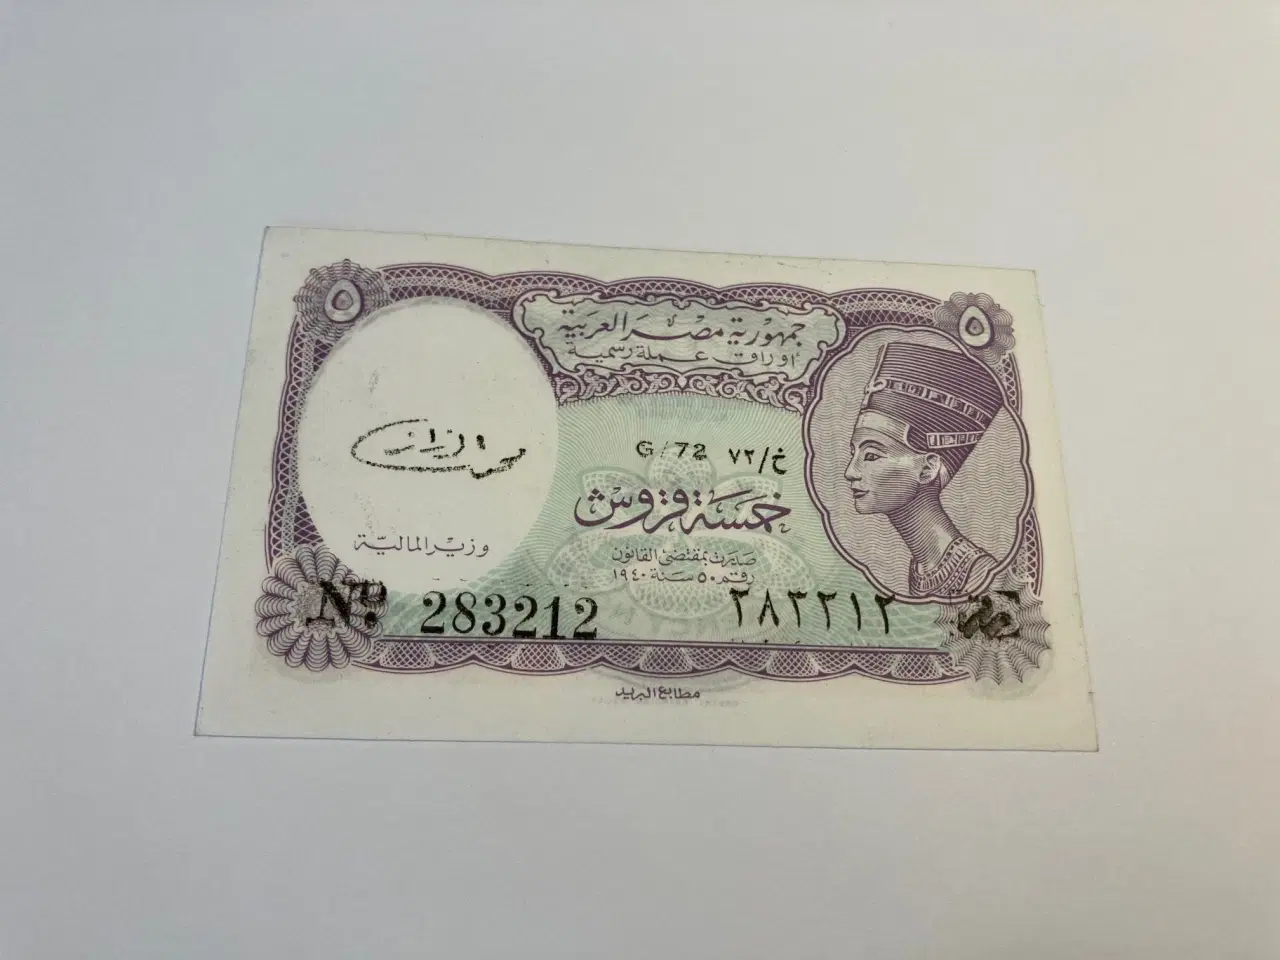 ٥ ٥
جمهورية مصر العربية
اوراق عملة رسمية
G/72 ٧٢/خ
خمسة قروش
وزير المالية
صدرت بمقتضى القانون
رقم ٥٠ سنة ١٩٤٠
Nº 283212 ٢٨٣٢١٢
مطابع البريد